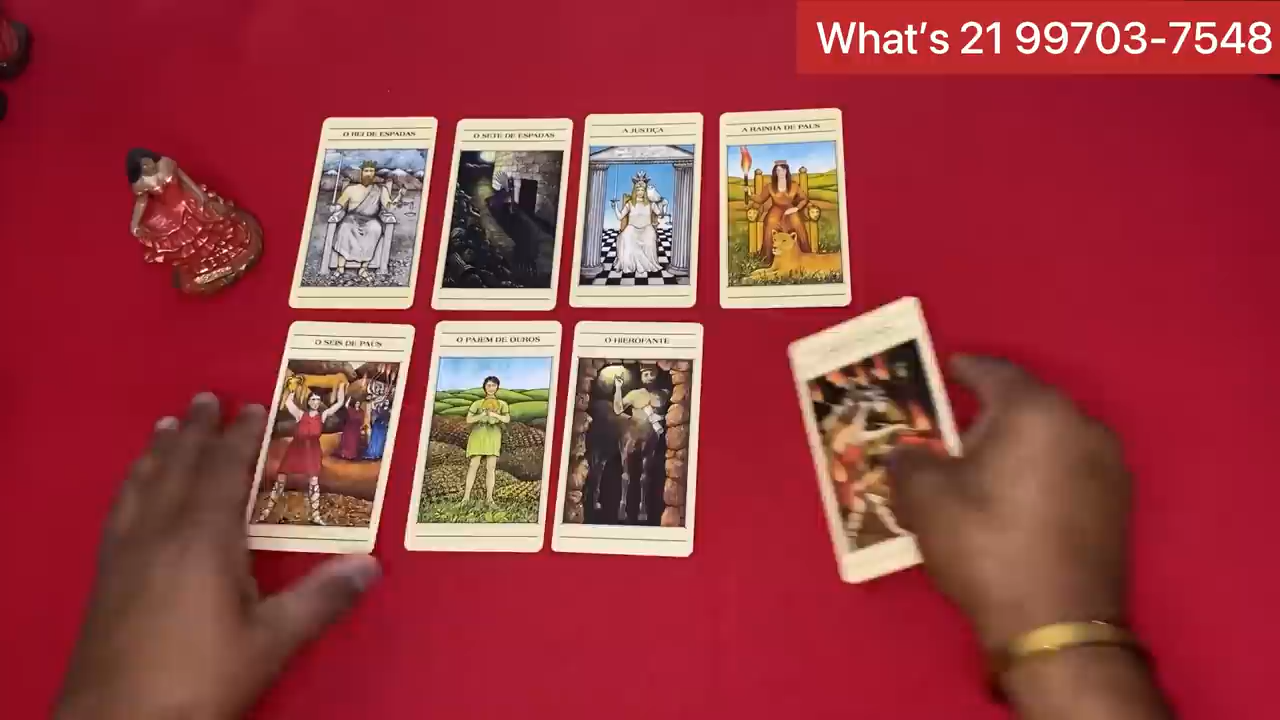 What's 21 99703-7548
O REI DE ESPADAS
O SETE DE ESPADAS
A JUSTIÇA
A RAINHA DE PAUS
O SEIS DE PAUS
O PAJEM DE OUROS
O HIEROFANTE